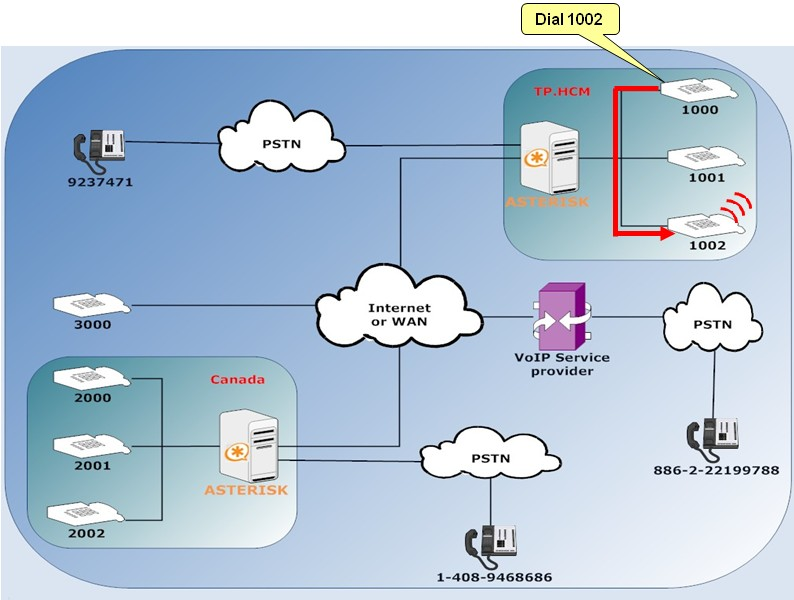 Dial 1002
TP.HCM
1000
PSTN
9237471
1001
ASTERISK
1002
Internet
or WAN
3000
PSTN
VoIP Service
provider
2000
Canada
2001
PSTN
886-2-22199788
ASTERISK
2002
1-408-9468686